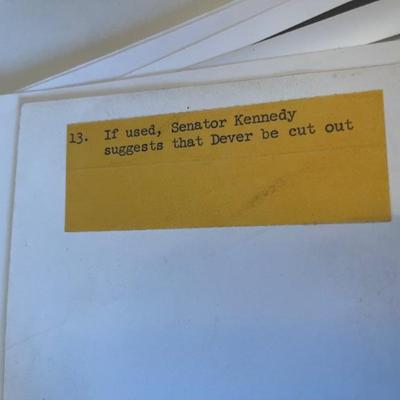 13. If used, Senator Kennedy
suggests that Dever be cut out